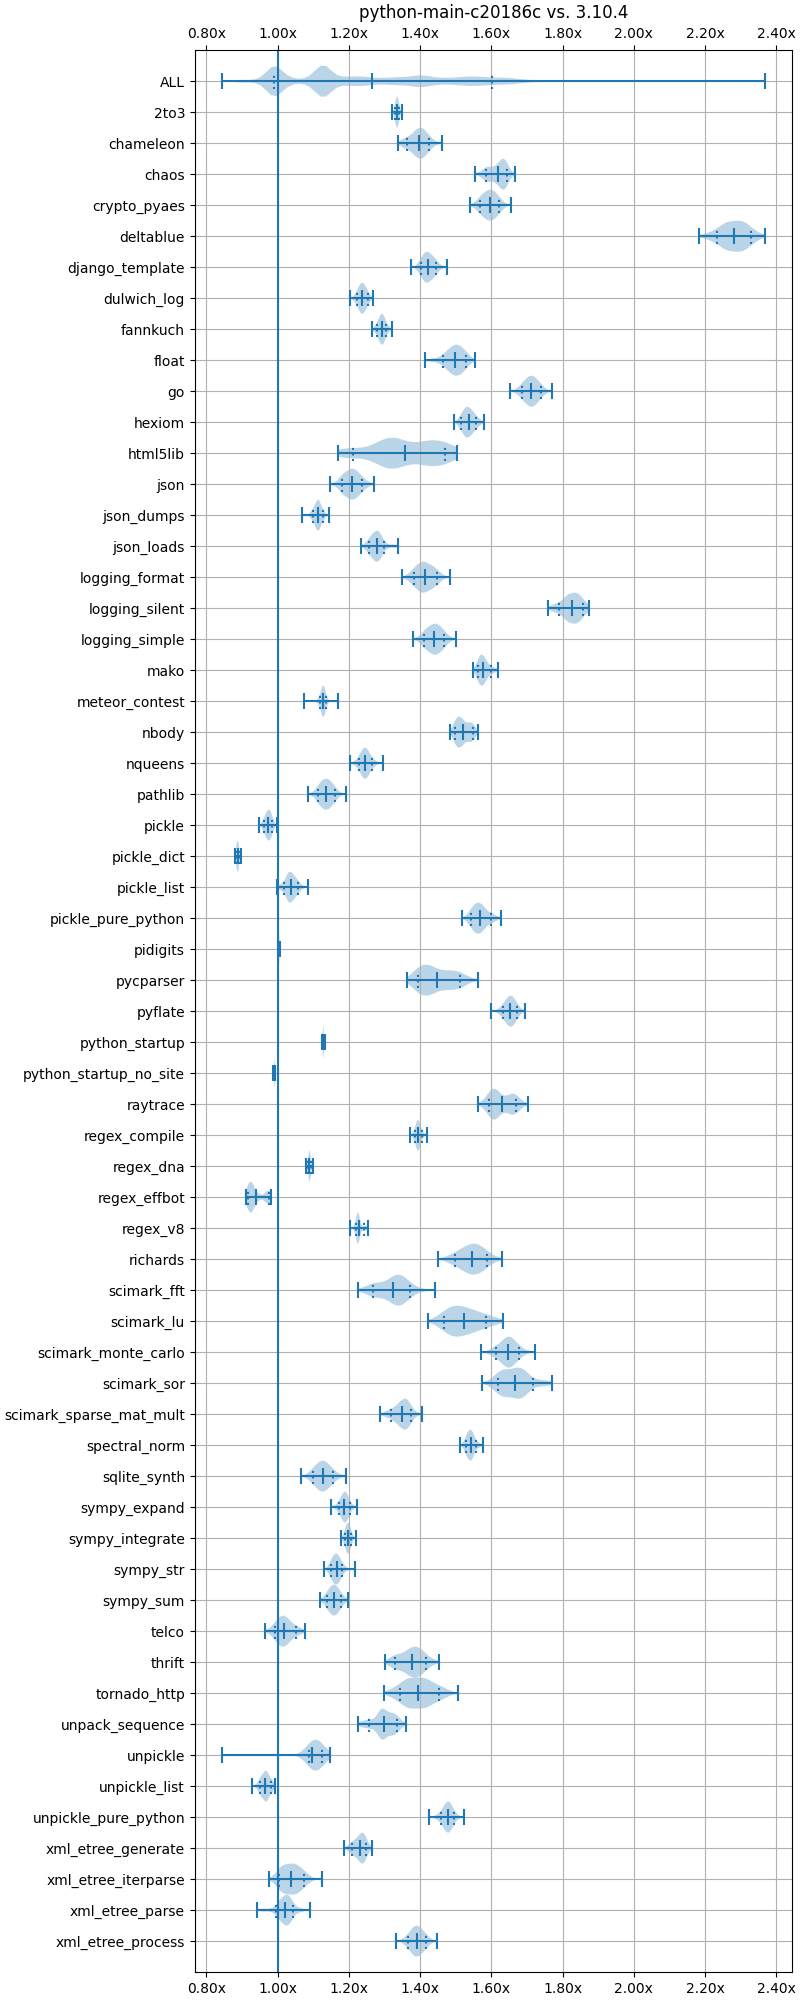 python-main-c20186c vs. 3.10.4
0.80x 1.00x 1.20x 1.40x 1.60x 1.80x 2.00x 2.20x 2.40x
ALL
2to3
chameleon
chaos
crypto_pyaes
deltablue
django_template
dulwich_log
fannkuch
float
go
hexiom
html5lib
json
json_dumps
json_loads
logging_format
logging_silent
logging_simple
mako
meteor_contest
nbody
nqueens
pathlib
pickle
pickle_dict
pickle_list
pickle_pure_python
pidigits
pycparser
pyflate
python_startup
python_startup_no_site
raytrace
regex_compile
regex_dna
regex_effbot
regex_v8
richards
scimark_fft
scimark_lu
scimark_monte_carlo
scimark_sor
scimark_sparse_mat_mult
spectral_norm
sqlite_synth
sympy_expand
sympy_integrate
sympy_str
sympy_sum
telco
thrift
tornado_http
unpack_sequence
unpickle
unpickle_list
unpickle_pure_python
xml_etree_generate
xml_etree_iterparse
xml_etree_parse
xml_etree_process
0.80x 1.00x 1.20x 1.40x 1.60x 1.80x 2.00x 2.20x 2.40x